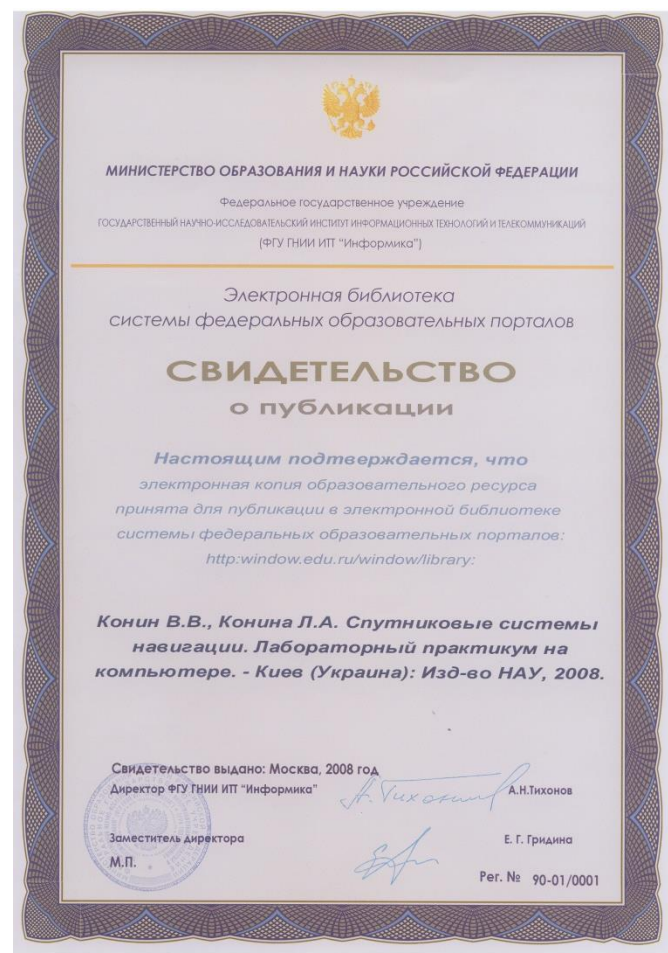 МИНИСТЕРСТВО ОБРАЗОВАНИЯ И НАУКИ РОССИЙСКОЙ ФЕДЕРАЦИИ
Федеральное государственное учреждение
ГОСУДАРСТВЕННЫЙ НАУЧНО-ИССЛЕДОВАТЕЛЬСКИЙ ИНСТИТУТ ИНФОРМАЦИОННЫХ ТЕХНОЛОГИЙ И ТЕЛЕКОММУНИКАЦИЙ
(ФГУ ГНИИ ИТТ "Информика")
Электронная библиотека
системы федеральных образовательных порталов
СВИДЕТЕЛЬСТВО
о публикации
Настоящим подтверждается, что
электронная копия образовательного ресурса
принята для публикации в электронной библиотеке
системы федеральных образовательных порталов:
http:window.edu.ru/window/library:
Конин В.В., Конина Л.А. Спутниковые системы
навигации. Лабораторный практикум на
компьютере. - Киев (Украина): Изд-во НАУ, 2008.
Свидетельство выдано: Москва, 2008 год
Директор ФГУ ГНИИ ИТТ "Информика" А.Н.Тихонов
Заместитель директора Е. Г. Гридина
М.П.
Рег. № 90-01/0001